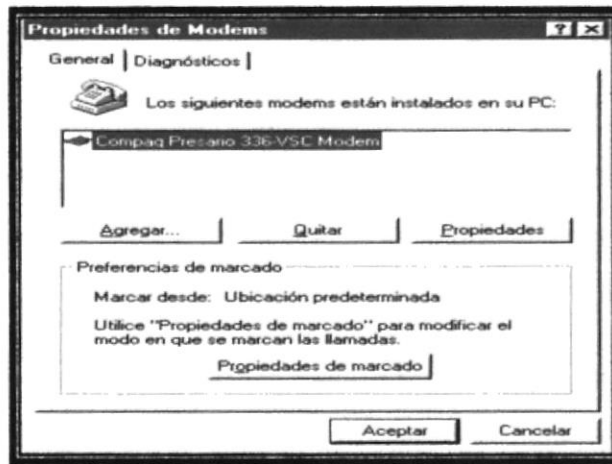 Propiedades de Modems
General Diagnósticos
Los siguientes modems están instalados en su PC:
Compaq Presario 336-VSC Modem
Agregar... Quitar Propiedades
Preferencias de marcado
Marcar desde: Ubicación predeterminada
Utilice "Propiedades de marcado" para modificar el
modo en que se marcan las llamadas.
Propiedades de marcado
Aceptar Cancelar